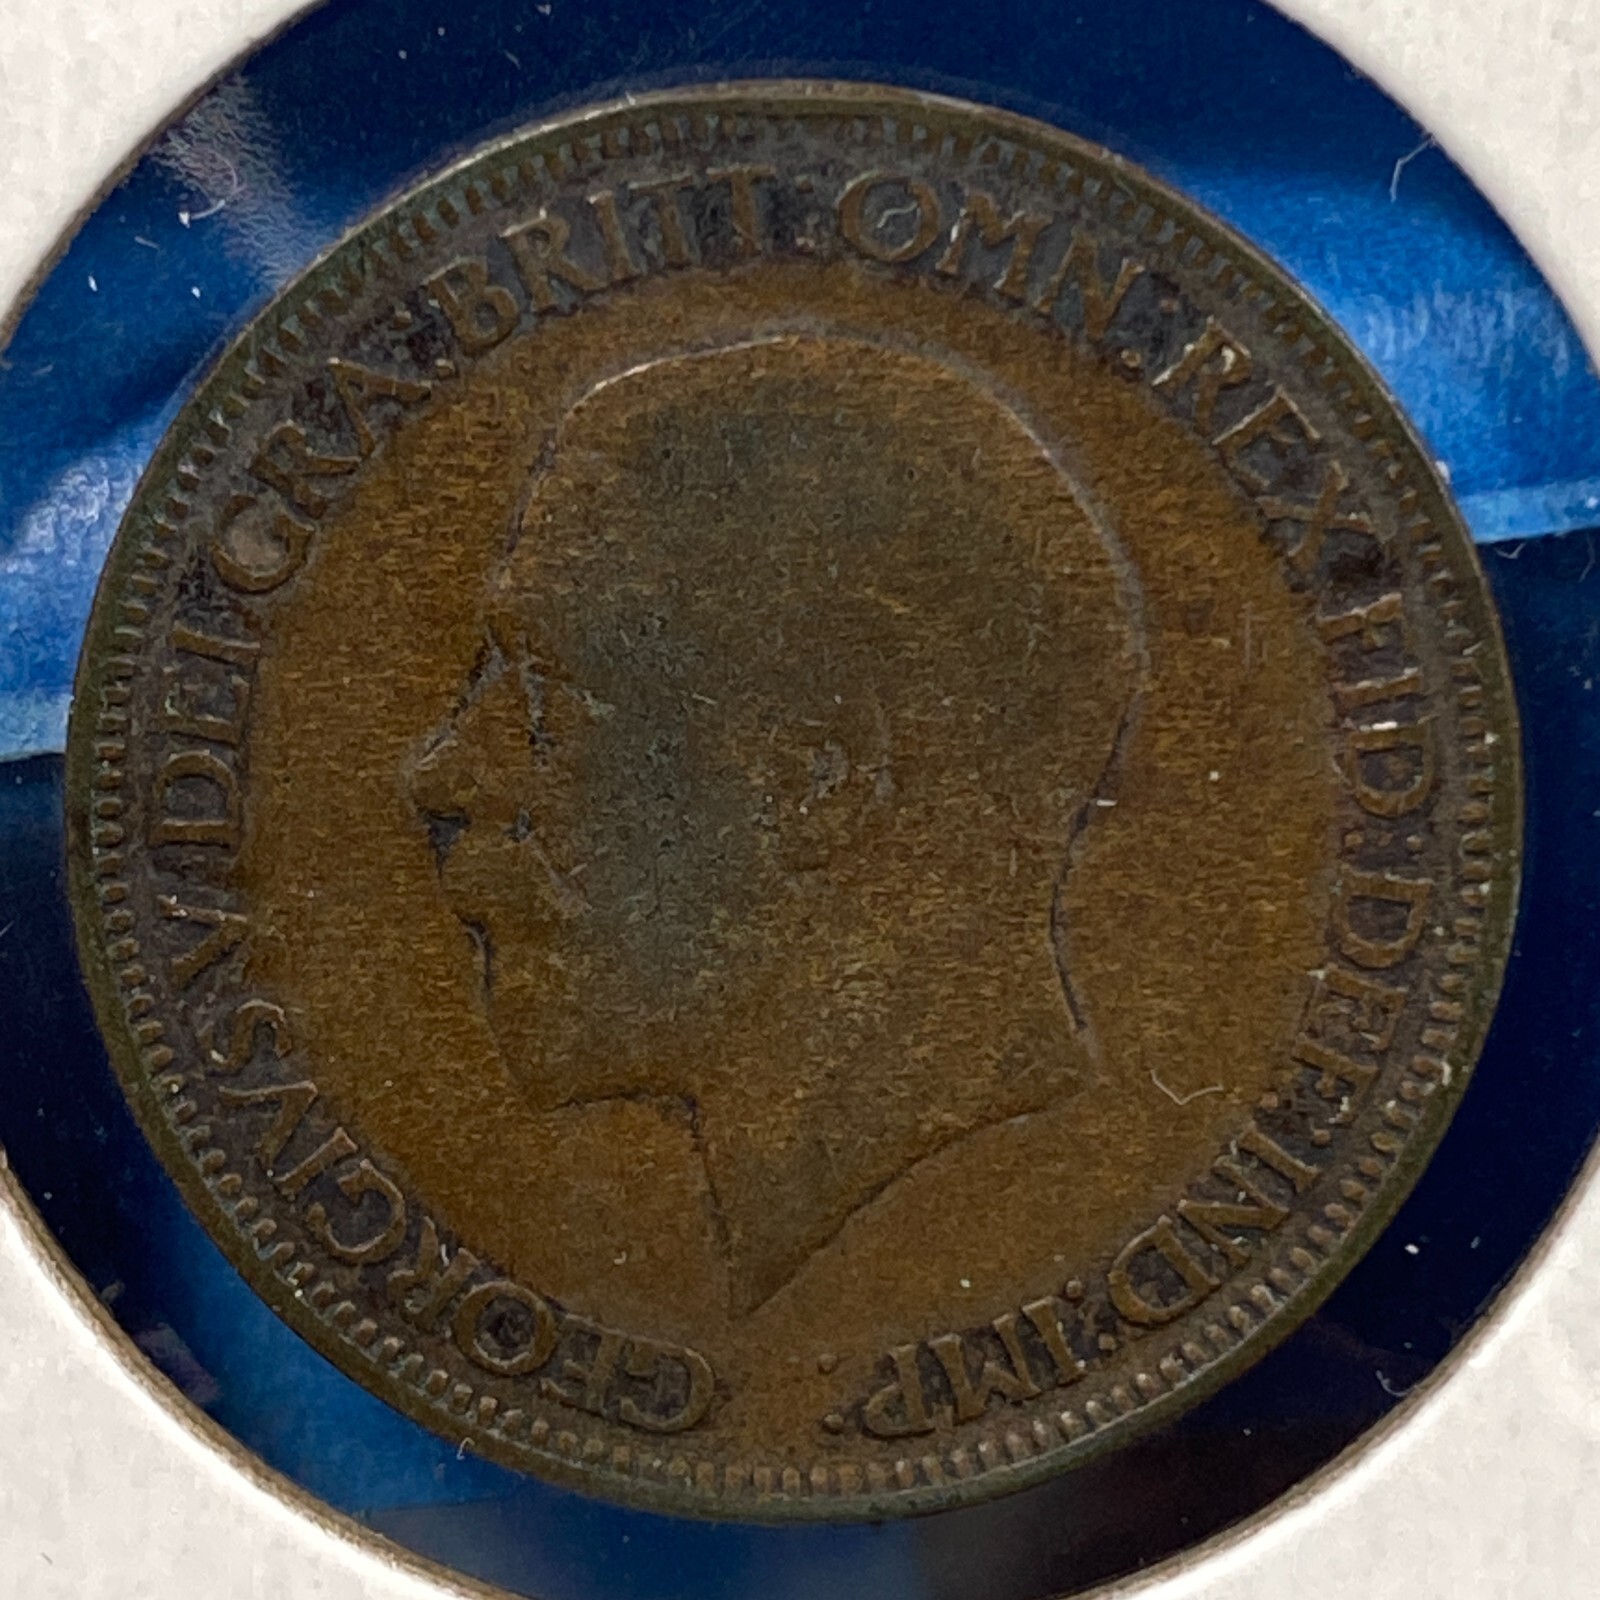 GEORGIVS V DEI GRA: BRITT: OMN: REX FID: DEF: IND: IMP: